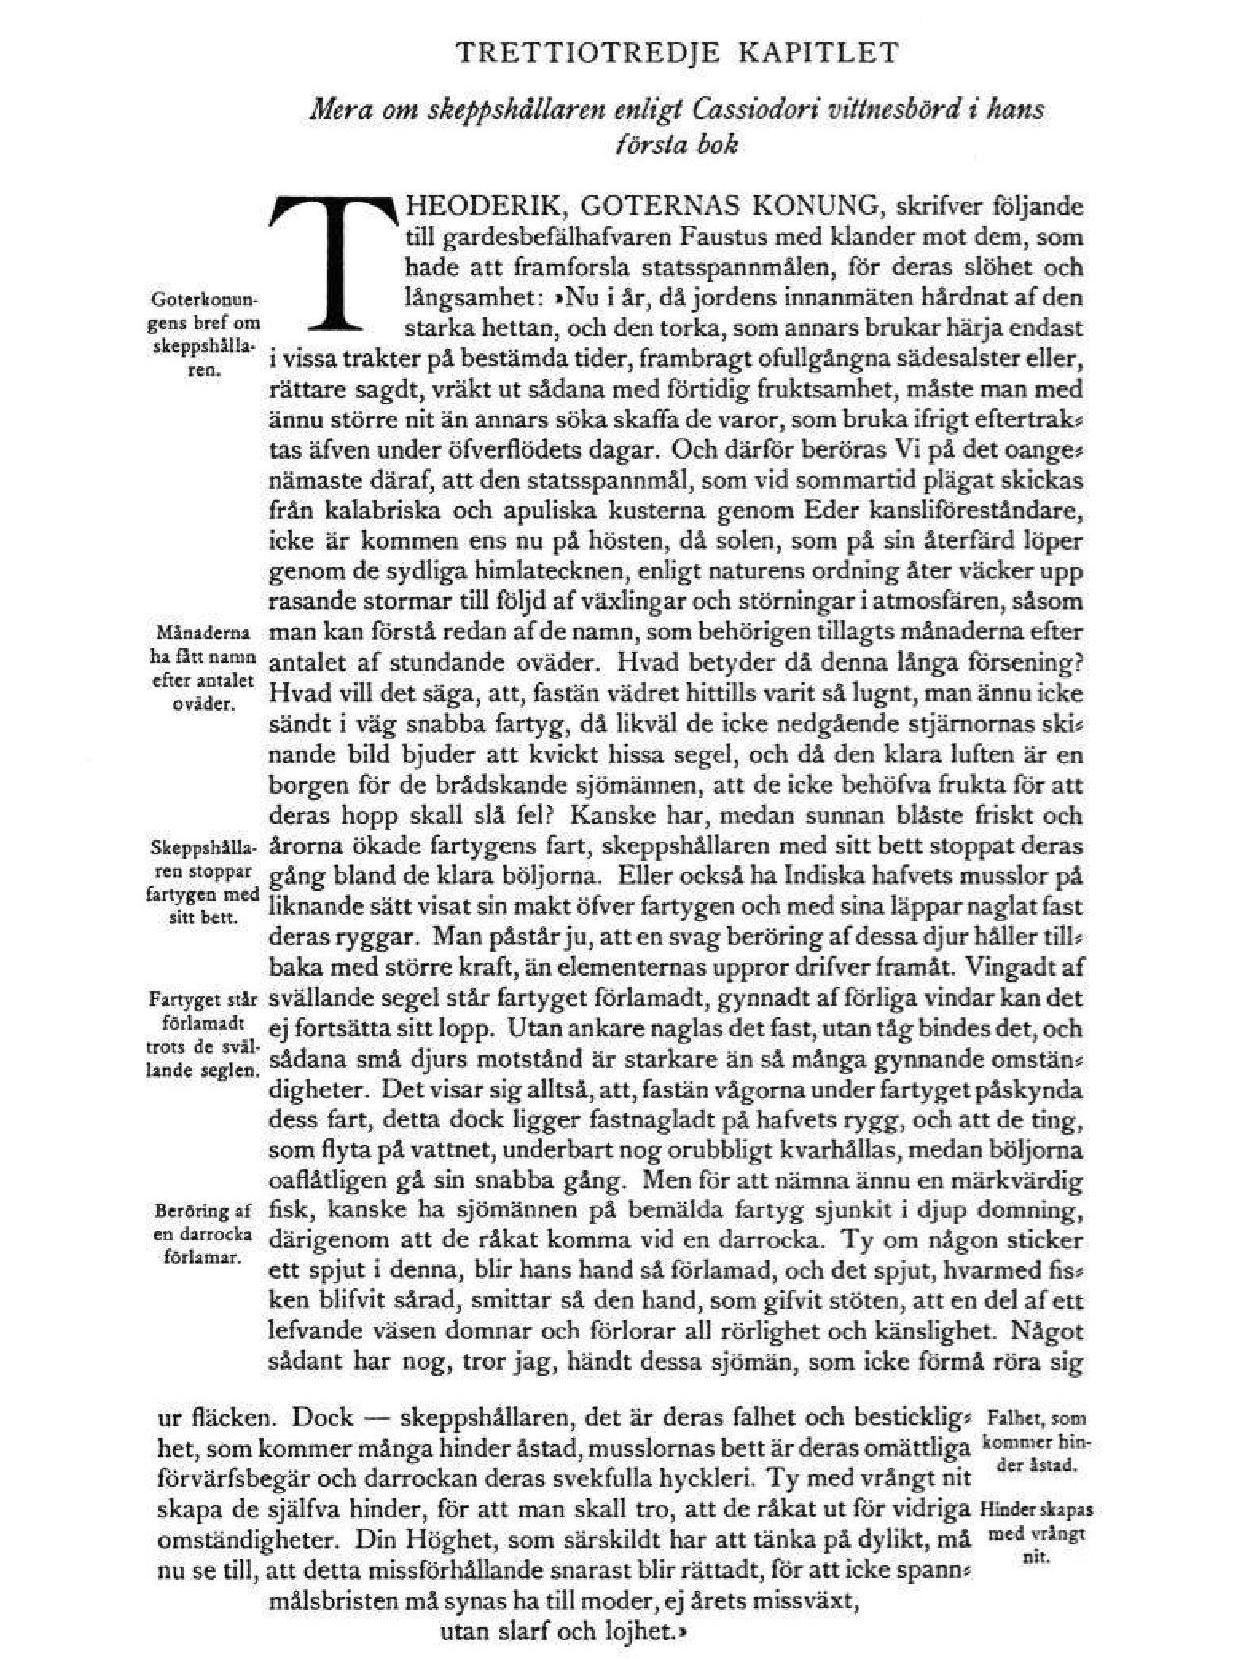 TRETTIOTREDJE KAPITLET
Mera om skeppshållaren enligt Cassiodori vittnesbörd i hans
första bok
THEODERIK, GOTERNAS KONUNG, skrifver följande
till gardesbefälhafvaren Faustus med klander mot dem, som
hade att framforsla statsspannmålen, för deras slöhet och
långsamhet: »Nu i år, då jordens innanmäten hårdnat af den
starka hettan, och den torka, som annars brukar härja endast
i vissa trakter på bestämda tider, frambragt ofullgångna sädesalster eller,
rättare sagdt, vräkt ut sådana med förtidig fruktsamhet, måste man med
ännu större nit än annars söka skaffa de varor, som bruka ifrigt eftertrak⸗
tas äfven under öfverflödets dagar. Och därför beröras Vi på det oange⸗
nämaste däraf, att den statsspannmål, som vid sommartid plägat skickas
från kalabriska och apuliska kusterna genom Eder kansliföreståndare,
icke är kommen ens nu på hösten, då solen, som på sin återfärd löper
genom de sydliga himlatecknen, enligt naturens ordning åter väcker upp
rasande stormar till följd af växlingar och störningar i atmosfären, såsom
man kan förstå redan af de namn, som behörigen tillagts månaderna efter
antalet af stundande oväder. Hvad betyder då denna långa försening?
Hvad vill det säga, att, fastän vädret hittills varit så lugnt, man ännu icke
sändt i väg snabba fartyg, då likväl de icke nedgående stjärnornas ski⸗
nande bild bjuder att kvickt hissa segel, och då den klara luften är en
borgen för de brådskande sjömännen, att de icke behöfva frukta för att
deras hopp skall slå fel? Kanske har, medan sunnan blåste friskt och
årorna ökade fartygens fart, skeppshållaren med sitt bett stoppat deras
gång bland de klara böljorna. Eller också ha Indiska hafvets musslor på
liknande sätt visat sin makt öfver fartygen och med sina läppar naglat fast
deras ryggar. Man påstår ju, att en svag beröring af dessa djur håller till⸗
baka med större kraft, än elementernas uppror drifver framåt. Vingadt af
svällande segel står fartyget förlamadt, gynnadt af förliga vindar kan det
ej fortsätta sitt lopp. Utan ankare naglas det fast, utan tåg bindes det, och
sådana små djurs motstånd är starkare än så många gynnande omstän⸗
digheter. Det visar sig alltså, att, fastän vågorna under fartyget påskynda
dess fart, detta dock ligger fastnagladt på hafvets rygg, och att de ting,
som flyta på vattnet, underbart nog orubbligt kvarhållas, medan böljorna
oaflåtligen gå sin snabba gång. Men för att nämna ännu en märkvärdig
fisk, kanske ha sjömännen på bemälda fartyg sjunkit i djup domning,
därigenom att de råkat komma vid en darrocka. Ty om någon sticker
ett spjut i denna, blir hans hand så förlamad, och det spjut, hvarmed fis⸗
ken blifvit sårad, smittar så den hand, som gifvit stöten, att en del af ett
lefvande väsen domnar och förlorar all rörlighet och känslighet. Något
sådant har nog, tror jag, händt dessa sjömän, som icke förmå röra sig
Goterkonun-
gens bref om
skeppshålla-
ren.
Månaderna
ha fått namn
efter antalet
oväder.
Skeppshålla-
ren stoppar
fartygen med
sitt bett.
Fartyget står
förlamadt
trots de sväl-
lande seglen.
Beröring af
en darrocka
förlamar.
ur fläcken. Dock — skeppshållaren, det är deras falhet och besticklig⸗
het, som kommer många hinder åstad, musslornas bett är deras omättliga
förvärfsbegär och darrockan deras svekfulla hyckleri. Ty med vrångt nit
skapa de själfva hinder, för att man skall tro, att de råkat ut för vidriga
omständigheter. Din Höghet, som särskildt har att tänka på dylikt, må
nu se till, att detta missförhållande snarast blir rättadt, för att icke spann⸗
målsbristen må synas ha till moder, ej årets missväxt,
utan slarf och lojhet.»
Falhet, som
kommer hin-
der åstad.
Hinder skapas
med vrångt
nit.